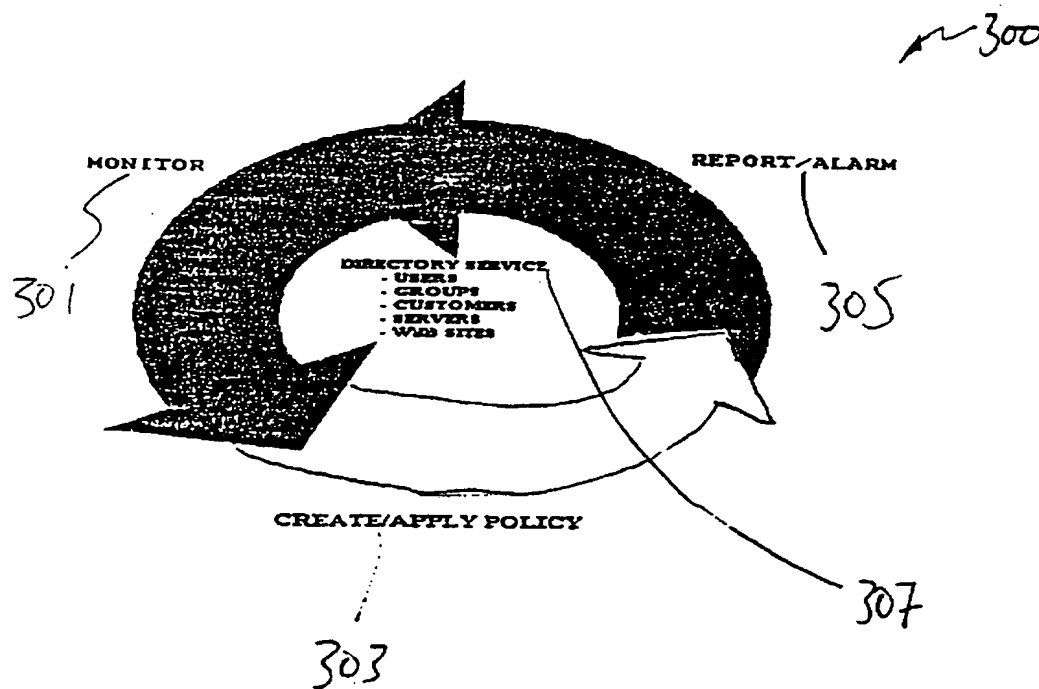 300
MONITOR
REPORT/ALARM
301
DIRECTORY SERVICE
- USERS
- GROUPS
- CUSTOMERS
- SERVERS
- WEB SITES
305
CREATE/APPLY POLICY
307
303